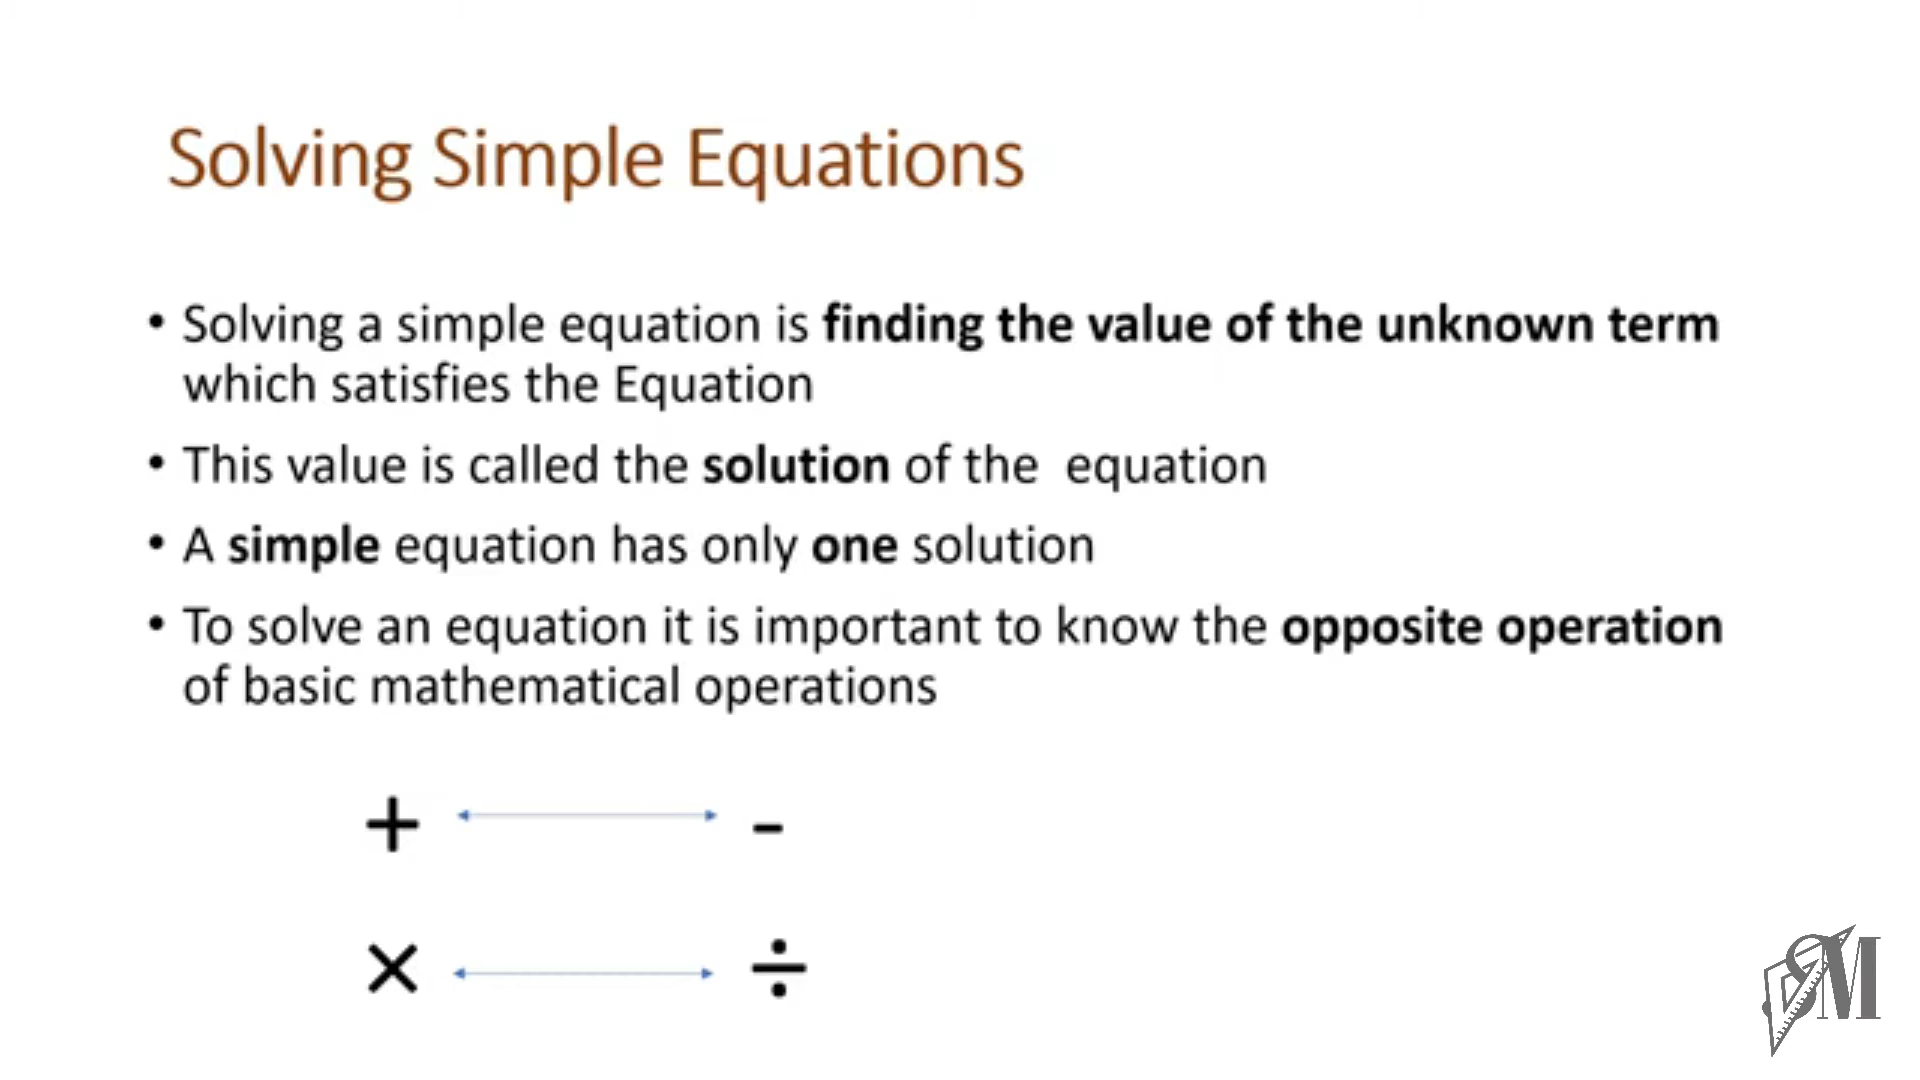 Solving Simple Equations
• Solving a simple equation is finding the value of the unknown term
which satisfies the Equation
• This value is called the solution of the  equation
• A simple equation has only one solution
• To solve an equation it is important to know the opposite operation
of basic mathematical operations
+ -
× ÷
SM